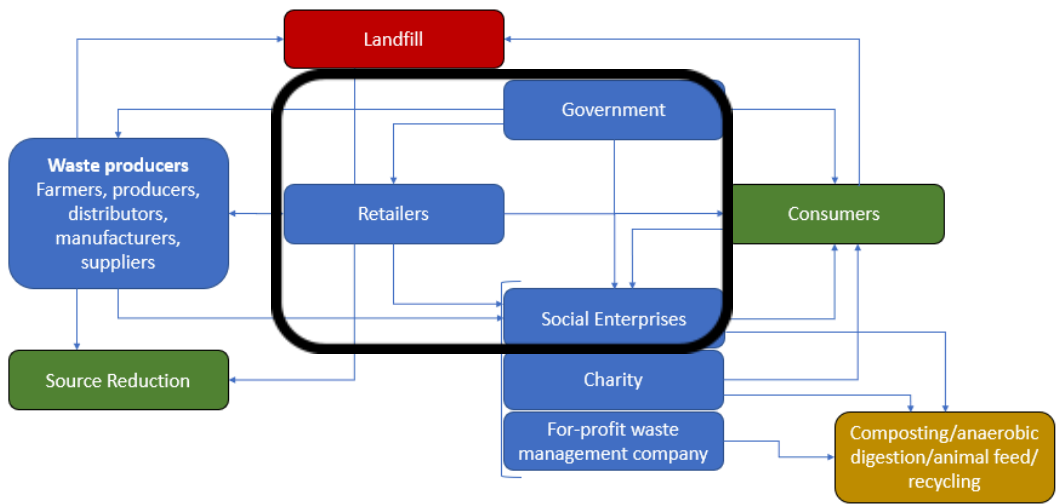 Landfill
Government
Waste producers
Farmers, producers,
distributors,
manufacturers,
suppliers
Retailers
Consumers
Social Enterprises
Source Reduction
Charity
For-profit waste
management company
Composting/anaerobic
digestion/animal feed/
recycling